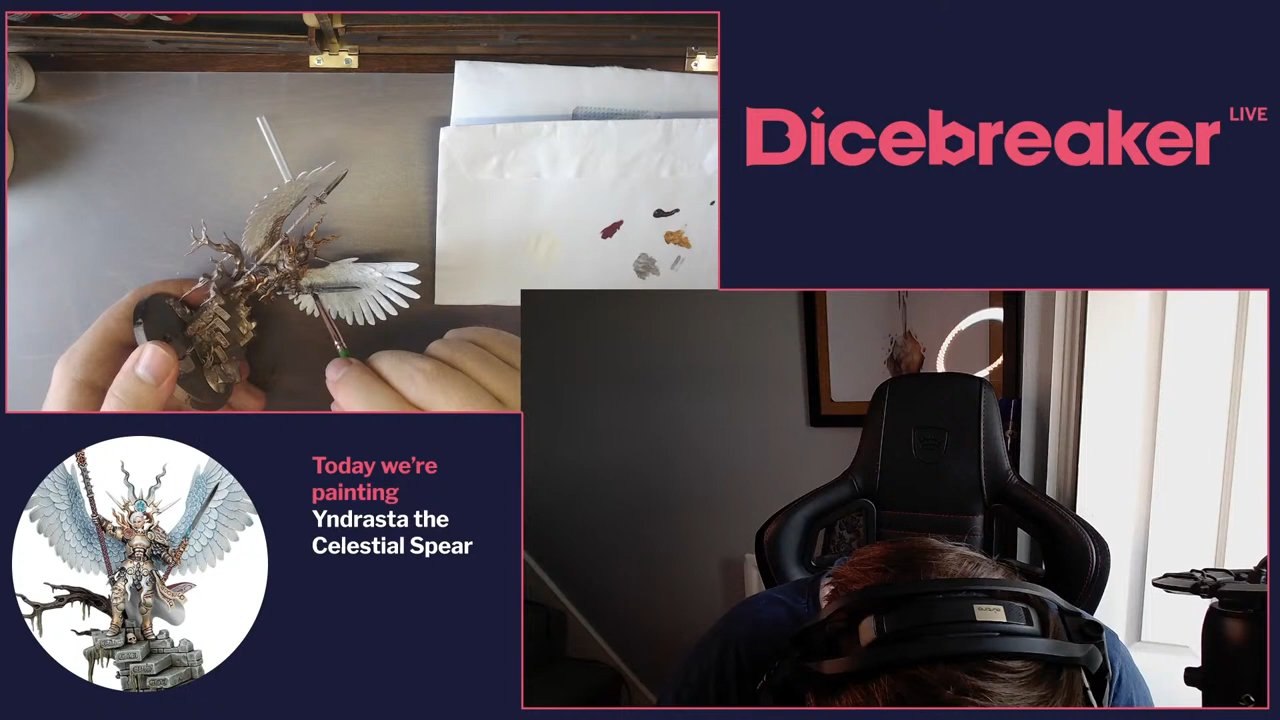 Dicebreaker LIVE
Today we're
painting
Yndrasta the
Celestial Spear